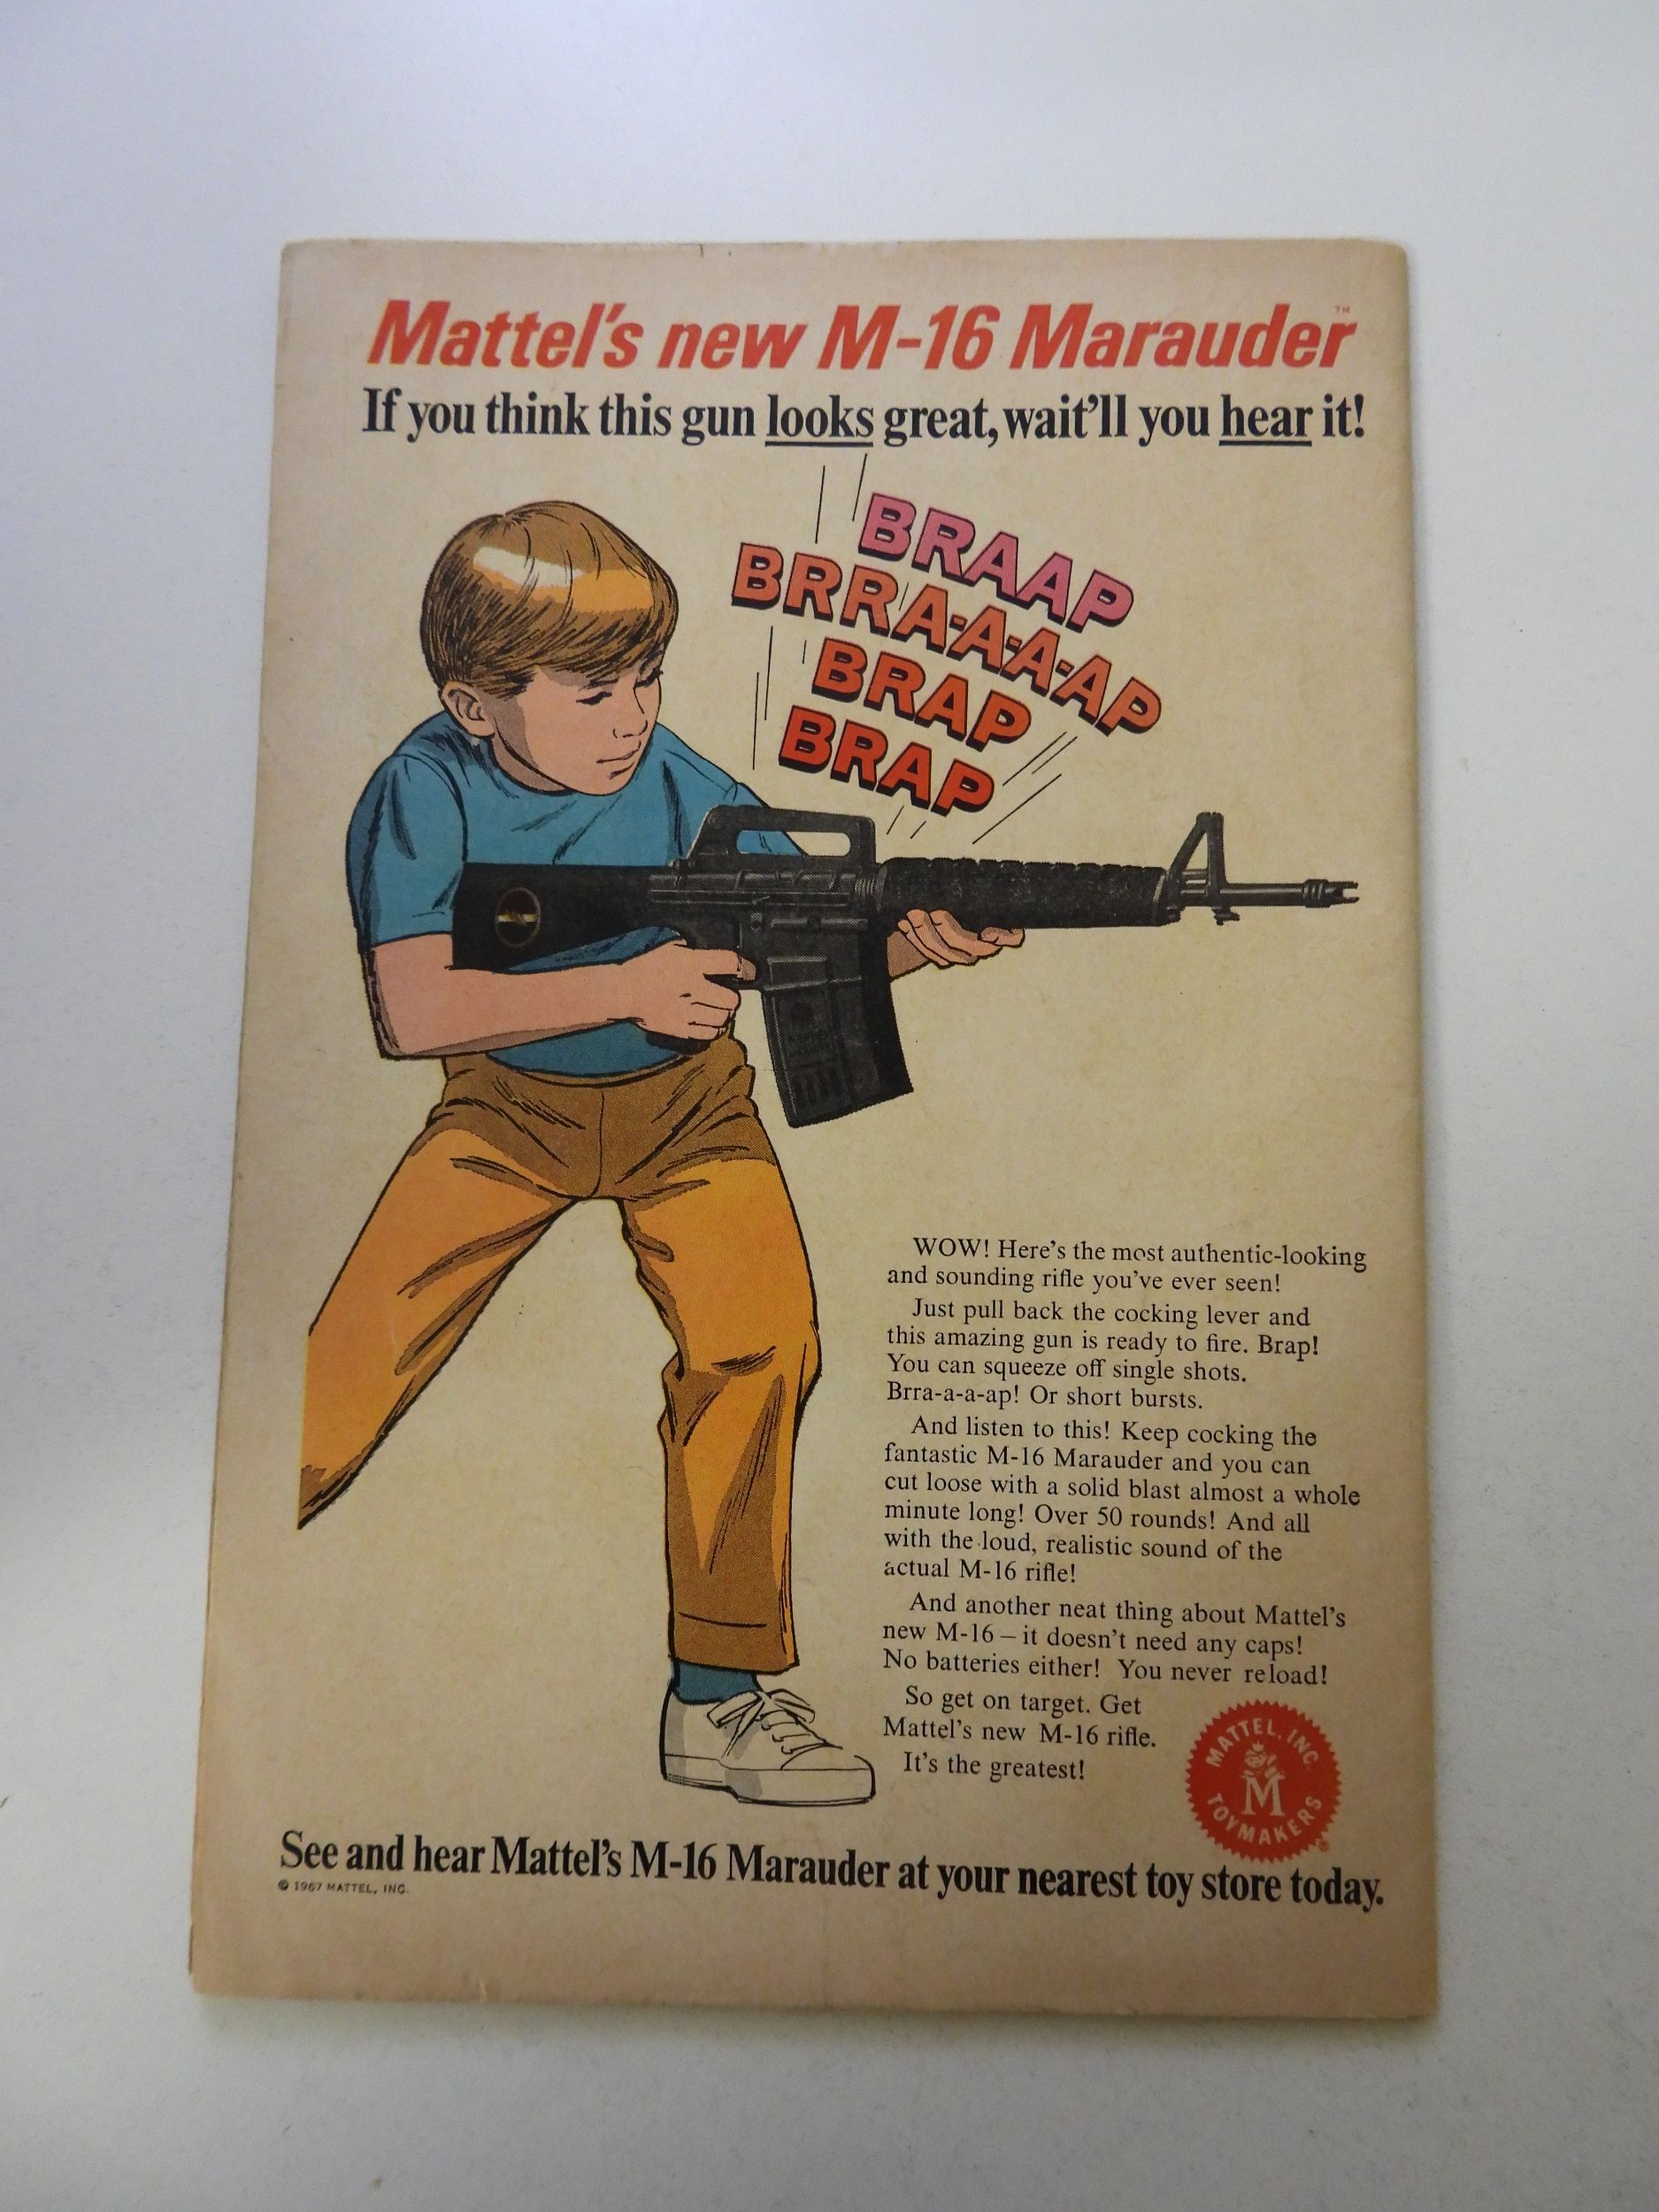 Mattel's new M-16 Marauder™
If you think this gun looks great, wait'll you hear it!
BRAAP
BRRA-A-A-AP
BRAP
BRAP
WOW! Here's the most authentic-looking
and sounding rifle you've ever seen!
Just pull back the cocking lever and
this amazing gun is ready to fire. Brap!
You can squeeze off single shots.
Brra-a-a-ap! Or short bursts.
And listen to this! Keep cocking the
fantastic M-16 Marauder and you can
cut loose with a solid blast almost a whole
minute long! Over 50 rounds! And all
with the loud, realistic sound of the
actual M-16 rifle!
And another neat thing about Mattel's
new M-16 – it doesn't need any caps!
No batteries either! You never reload!
So get on target. Get
Mattel's new M-16 rifle.
It's the greatest!
MATTEL, INC.
M
TOYMAKERS
See and hear Mattel's M-16 Marauder at your nearest toy store today.
© 1967 MATTEL, INC.